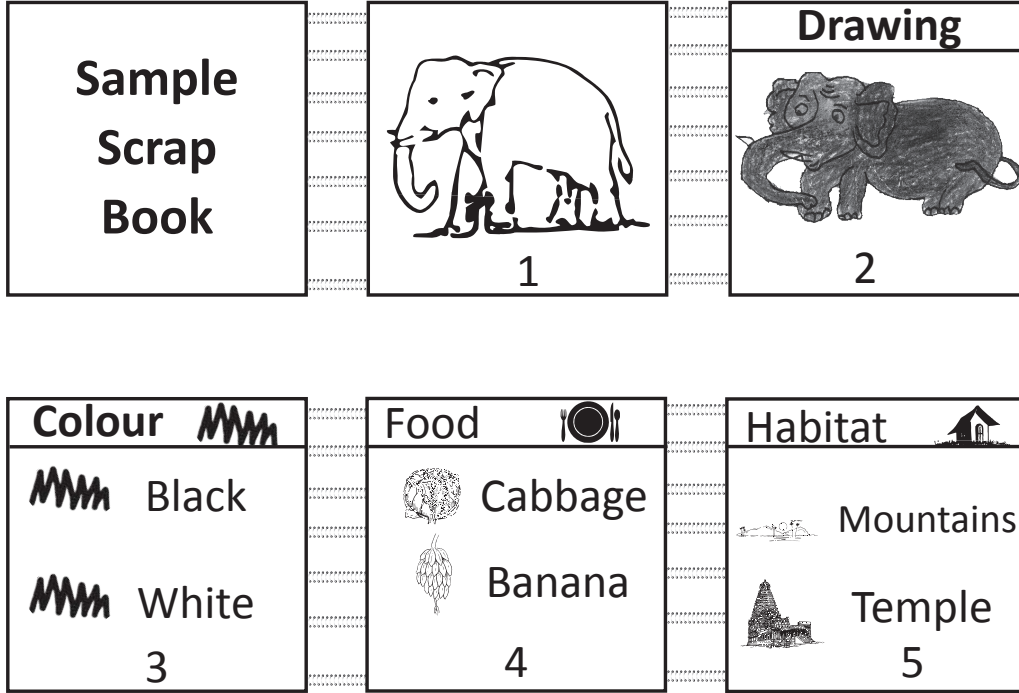 Sample
Scrap
Book
1
Drawing
2
Colour
Black
White
3
Food
Cabbage
Banana
4
Habitat
Mountains
Temple
5